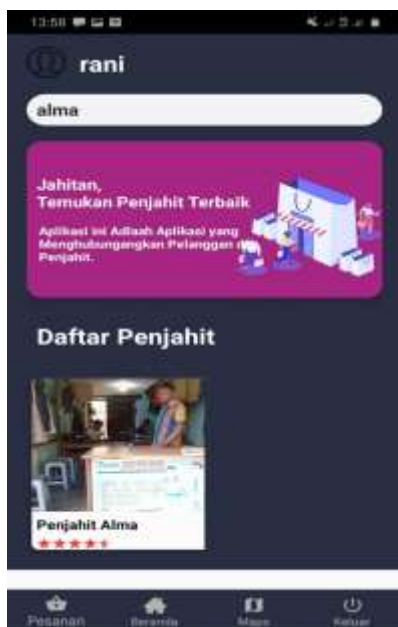 13:58
rani
alma
Jahitan,
Temukan Penjahit Terbaik
Aplikasi ini Adlaah Aplikasi yang
Menghubungangkan Pelanggan
Penjahit.
Daftar Penjahit
Penjahit Alma
Pesanan Beranda Maps Keluar